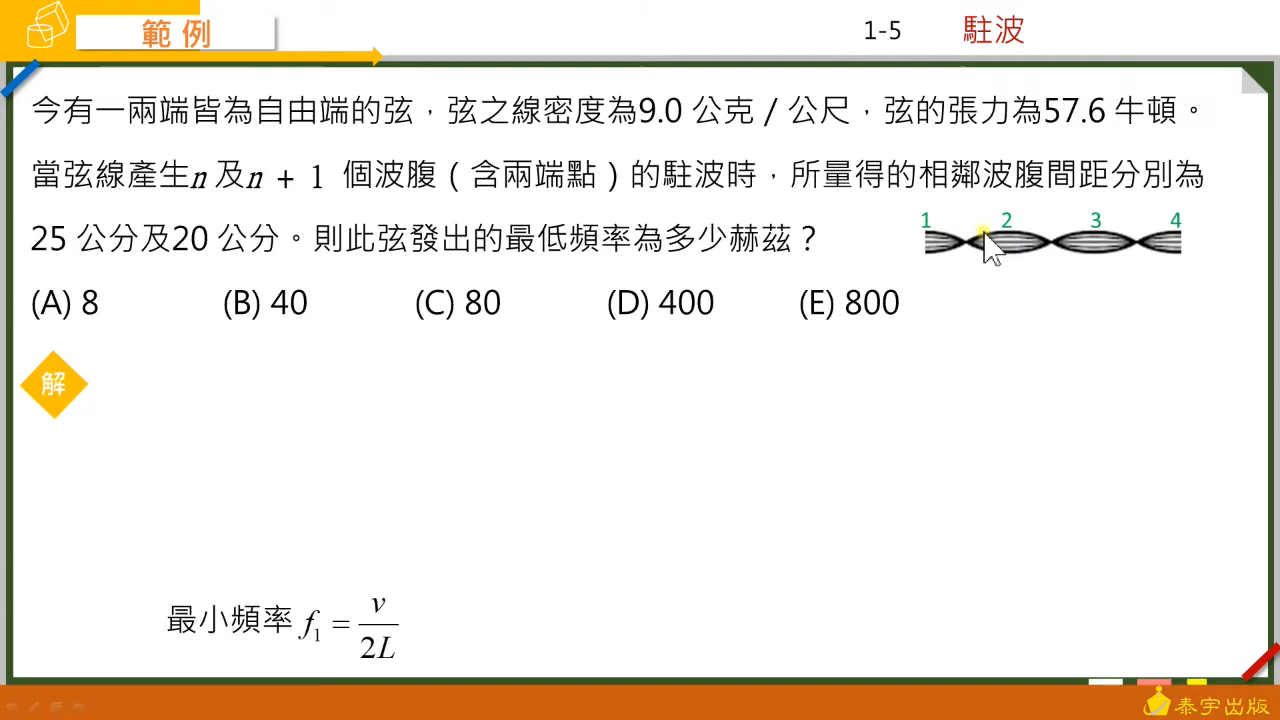 範例
1-5 駐波
今有一兩端皆為自由端的弦，弦之線密度為9.0 公克 / 公尺，弦的張力為57.6 牛頓。
當弦線產生n 及n + 1 個波腹（含兩端點）的駐波時，所量得的相鄰波腹間距分別為
25 公分及20 公分。則此弦發出的最低頻率為多少赫茲？
1 2 3 4
(A) 8 (B) 40 (C) 80 (D) 400 (E) 800
解
最小頻率 f₁ = v/2L
泰宇出版